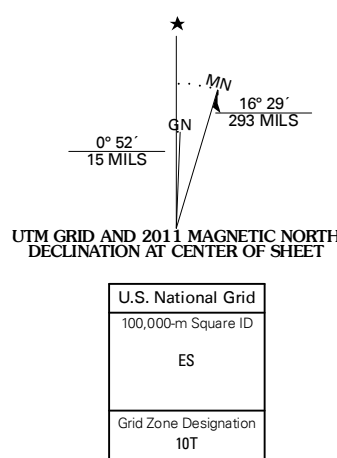 MN
GN
16° 29´
293 MILS
0° 52´
15 MILS
UTM GRID AND 2011 MAGNETIC NORTH
DECLINATION AT CENTER OF SHEET
U.S. National Grid
100,000-m Square ID
ES
Grid Zone Designation
10T